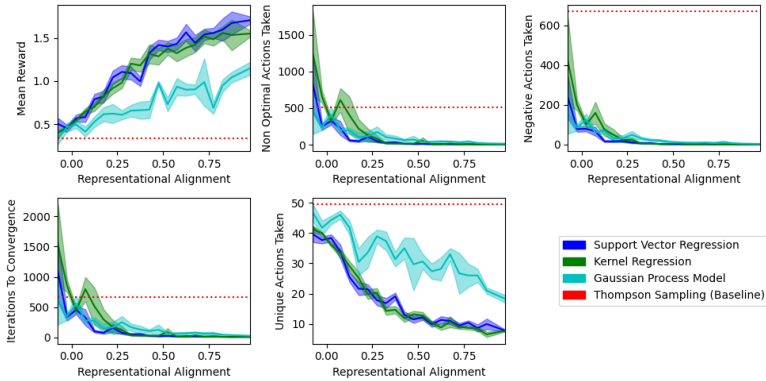 Mean Reward
1.5
1.0
0.5
0.00 0.25 0.50 0.75
Representational Alignment
Non Optimal Actions Taken
1500
1000
500
0
0.00 0.25 0.50 0.75
Representational Alignment
Negative Actions Taken
600
400
200
0
0.00 0.25 0.50 0.75
Representational Alignment
Iterations To Convergence
2000
1500
1000
500
0
0.00 0.25 0.50 0.75
Representational Alignment
Unique Actions Taken
50
40
30
20
10
0.00 0.25 0.50 0.75
Representational Alignment
Support Vector Regression
Kernel Regression
Gaussian Process Model
Thompson Sampling (Baseline)